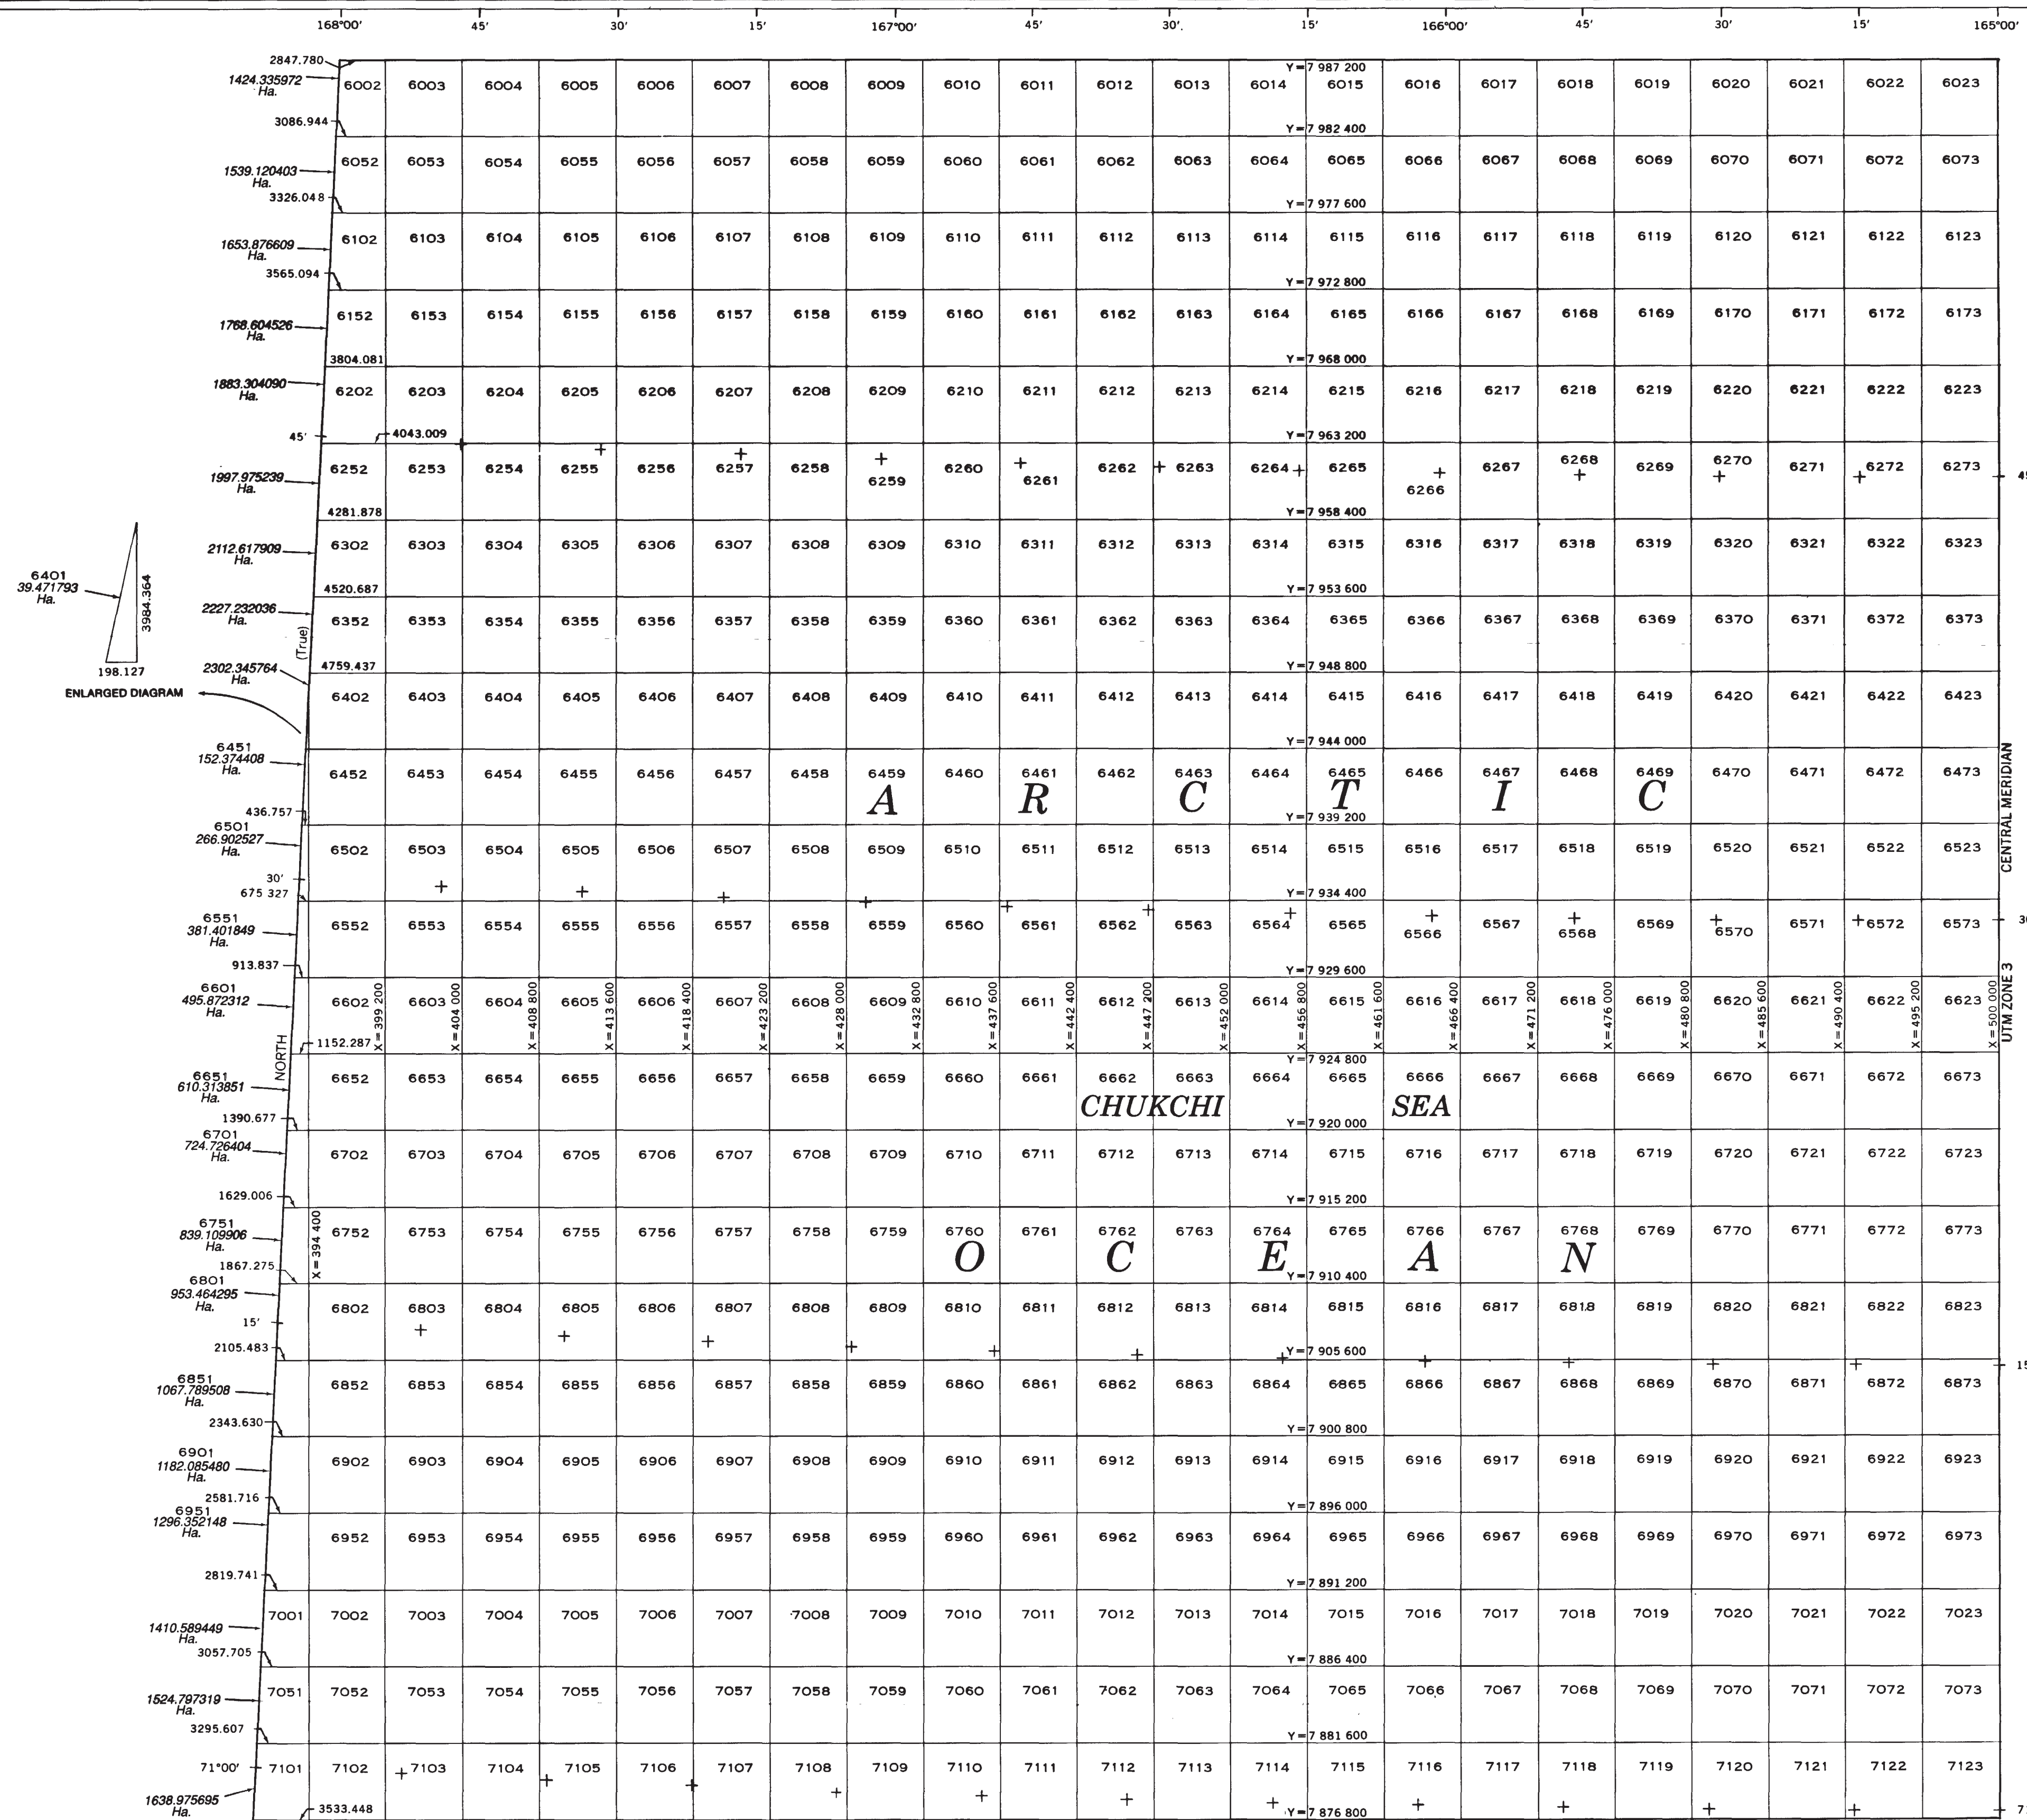 168°00' 45' 30' 15' 167°00' 45' 30' 15' 166°00' 45' 30' 15' 165°00'
2847.780 Y=7 987 200
1424.335972
Ha.
6002 6003 6004 6005 6006 6007 6008 6009 6010 6011 6012 6013 6014 6015 6016 6017 6018 6019 6020 6021 6022 6023
3086.944 Y=7 982 400
6052 6053 6054 6055 6056 6057 6058 6059 6060 6061 6062 6063 6064 6065 6066 6067 6068 6069 6070 6071 6072 6073
1539.120403
Ha.
3326.048 Y=7 977 600
6102 6103 6104 6105 6106 6107 6108 6109 6110 6111 6112 6113 6114 6115 6116 6117 6118 6119 6120 6121 6122 6123
1653.876609
Ha.
3565.094 Y=7 972 800
6152 6153 6154 6155 6156 6157 6158 6159 6160 6161 6162 6163 6164 6165 6166 6167 6168 6169 6170 6171 6172 6173
1768.604526
Ha.
3804.081 Y=7 968 000
1883.304090
Ha.
6202 6203 6204 6205 6206 6207 6208 6209 6210 6211 6212 6213 6214 6215 6216 6217 6218 6219 6220 6221 6222 6223
45' 4043.009 Y=7 963 200
6252 6253 6254 6255 6256 6257 6258 6259 6260 6261 6262 6263 6264 6265 6266 6267 6268 6269 6270 6271 6272 6273
1997.975239
Ha.
4281.878 Y=7 958 400
2112.617909
Ha.
6302 6303 6304 6305 6306 6307 6308 6309 6310 6311 6312 6313 6314 6315 6316 6317 6318 6319 6320 6321 6322 6323
6401
39.471793
Ha.
3984.364
198.127
ENLARGED DIAGRAM
4520.687 Y=7 953 600
2227.232036
Ha.
6352 6353 6354 6355 6356 6357 6358 6359 6360 6361 6362 6363 6364 6365 6366 6367 6368 6369 6370 6371 6372 6373
(True)
4759.437 Y=7 948 800
2302.345764
Ha.
6402 6403 6404 6405 6406 6407 6408 6409 6410 6411 6412 6413 6414 6415 6416 6417 6418 6419 6420 6421 6422 6423
Y=7 944 000
6451
152.374408
Ha.
6452 6453 6454 6455 6456 6457 6458 6459 6460 6461 6462 6463 6464 6465 6466 6467 6468 6469 6470 6471 6472 6473
A R C T I C
CENTRAL MERIDIAN
436.757 Y=7 939 200
6501
266.902527
Ha.
6502 6503 6504 6505 6506 6507 6508 6509 6510 6511 6512 6513 6514 6515 6516 6517 6518 6519 6520 6521 6522 6523
30'
675 327 Y=7 934 400
6551
381.401849
Ha.
6552 6553 6554 6555 6556 6557 6558 6559 6560 6561 6562 6563 6564 6565 6566 6567 6568 6569 6570 6571 6572 6573
913.837 Y=7 929 600
6601
495.872312
Ha.
6602 6603 6604 6605 6606 6607 6608 6609 6610 6611 6612 6613 6614 6615 6616 6617 6618 6619 6620 6621 6622 6623
X=399 200 X=404 000 X=408 800 X=413 600 X=418 400 X=423 200 X=428 000 X=432 800 X=437 600 X=442 400 X=447 200 X=452 000 X=456 800 X=461 600 X=466 400 X=471 200 X=476 000 X=480 800 X=485 600 X=490 400 X=495 200 X=500 000
UTM ZONE 3
NORTH
1152.287 Y=7 924 800
6651
610.313851
Ha.
6652 6653 6654 6655 6656 6657 6658 6659 6660 6661 6662 6663 6664 6665 6666 6667 6668 6669 6670 6671 6672 6673
CHUKCHI SEA
1390.677 Y=7 920 000
6701
724.726404
Ha.
6702 6703 6704 6705 6706 6707 6708 6709 6710 6711 6712 6713 6714 6715 6716 6717 6718 6719 6720 6721 6722 6723
1629.006 Y=7 915 200
6751
839.109906
Ha.
X=394 400
6752 6753 6754 6755 6756 6757 6758 6759 6760 6761 6762 6763 6764 6765 6766 6767 6768 6769 6770 6771 6772 6773
O C E A N
1867.275 Y=7 910 400
6801
953.464295
Ha.
6802 6803 6804 6805 6806 6807 6808 6809 6810 6811 6812 6813 6814 6815 6816 6817 6818 6819 6820 6821 6822 6823
15'
2105.483 Y=7 905 600
15
6851
1067.789508
Ha.
6852 6853 6854 6855 6856 6857 6858 6859 6860 6861 6862 6863 6864 6865 6866 6867 6868 6869 6870 6871 6872 6873
2343.630 Y=7 900 800
6901
1182.085480
Ha.
6902 6903 6904 6905 6906 6907 6908 6909 6910 6911 6912 6913 6914 6915 6916 6917 6918 6919 6920 6921 6922 6923
2581.716 Y=7 896 000
6951
1296.352148
Ha.
6952 6953 6954 6955 6956 6957 6958 6959 6960 6961 6962 6963 6964 6965 6966 6967 6968 6969 6970 6971 6972 6973
2819.741 Y=7 891 200
7001 7002 7003 7004 7005 7006 7007 7008 7009 7010 7011 7012 7013 7014 7015 7016 7017 7018 7019 7020 7021 7022 7023
1410.589449
Ha.
3057.705 Y=7 886 400
7051 7052 7053 7054 7055 7056 7057 7058 7059 7060 7061 7062 7063 7064 7065 7066 7067 7068 7069 7070 7071 7072 7073
1524.797319
Ha.
3295.607 Y=7 881 600
71°00' 7101 7102 7103 7104 7105 7106 7107 7108 7109 7110 7111 7112 7113 7114 7115 7116 7117 7118 7119 7120 7121 7122 7123
1638.975695
Ha.
3533.448 Y=7 876 800